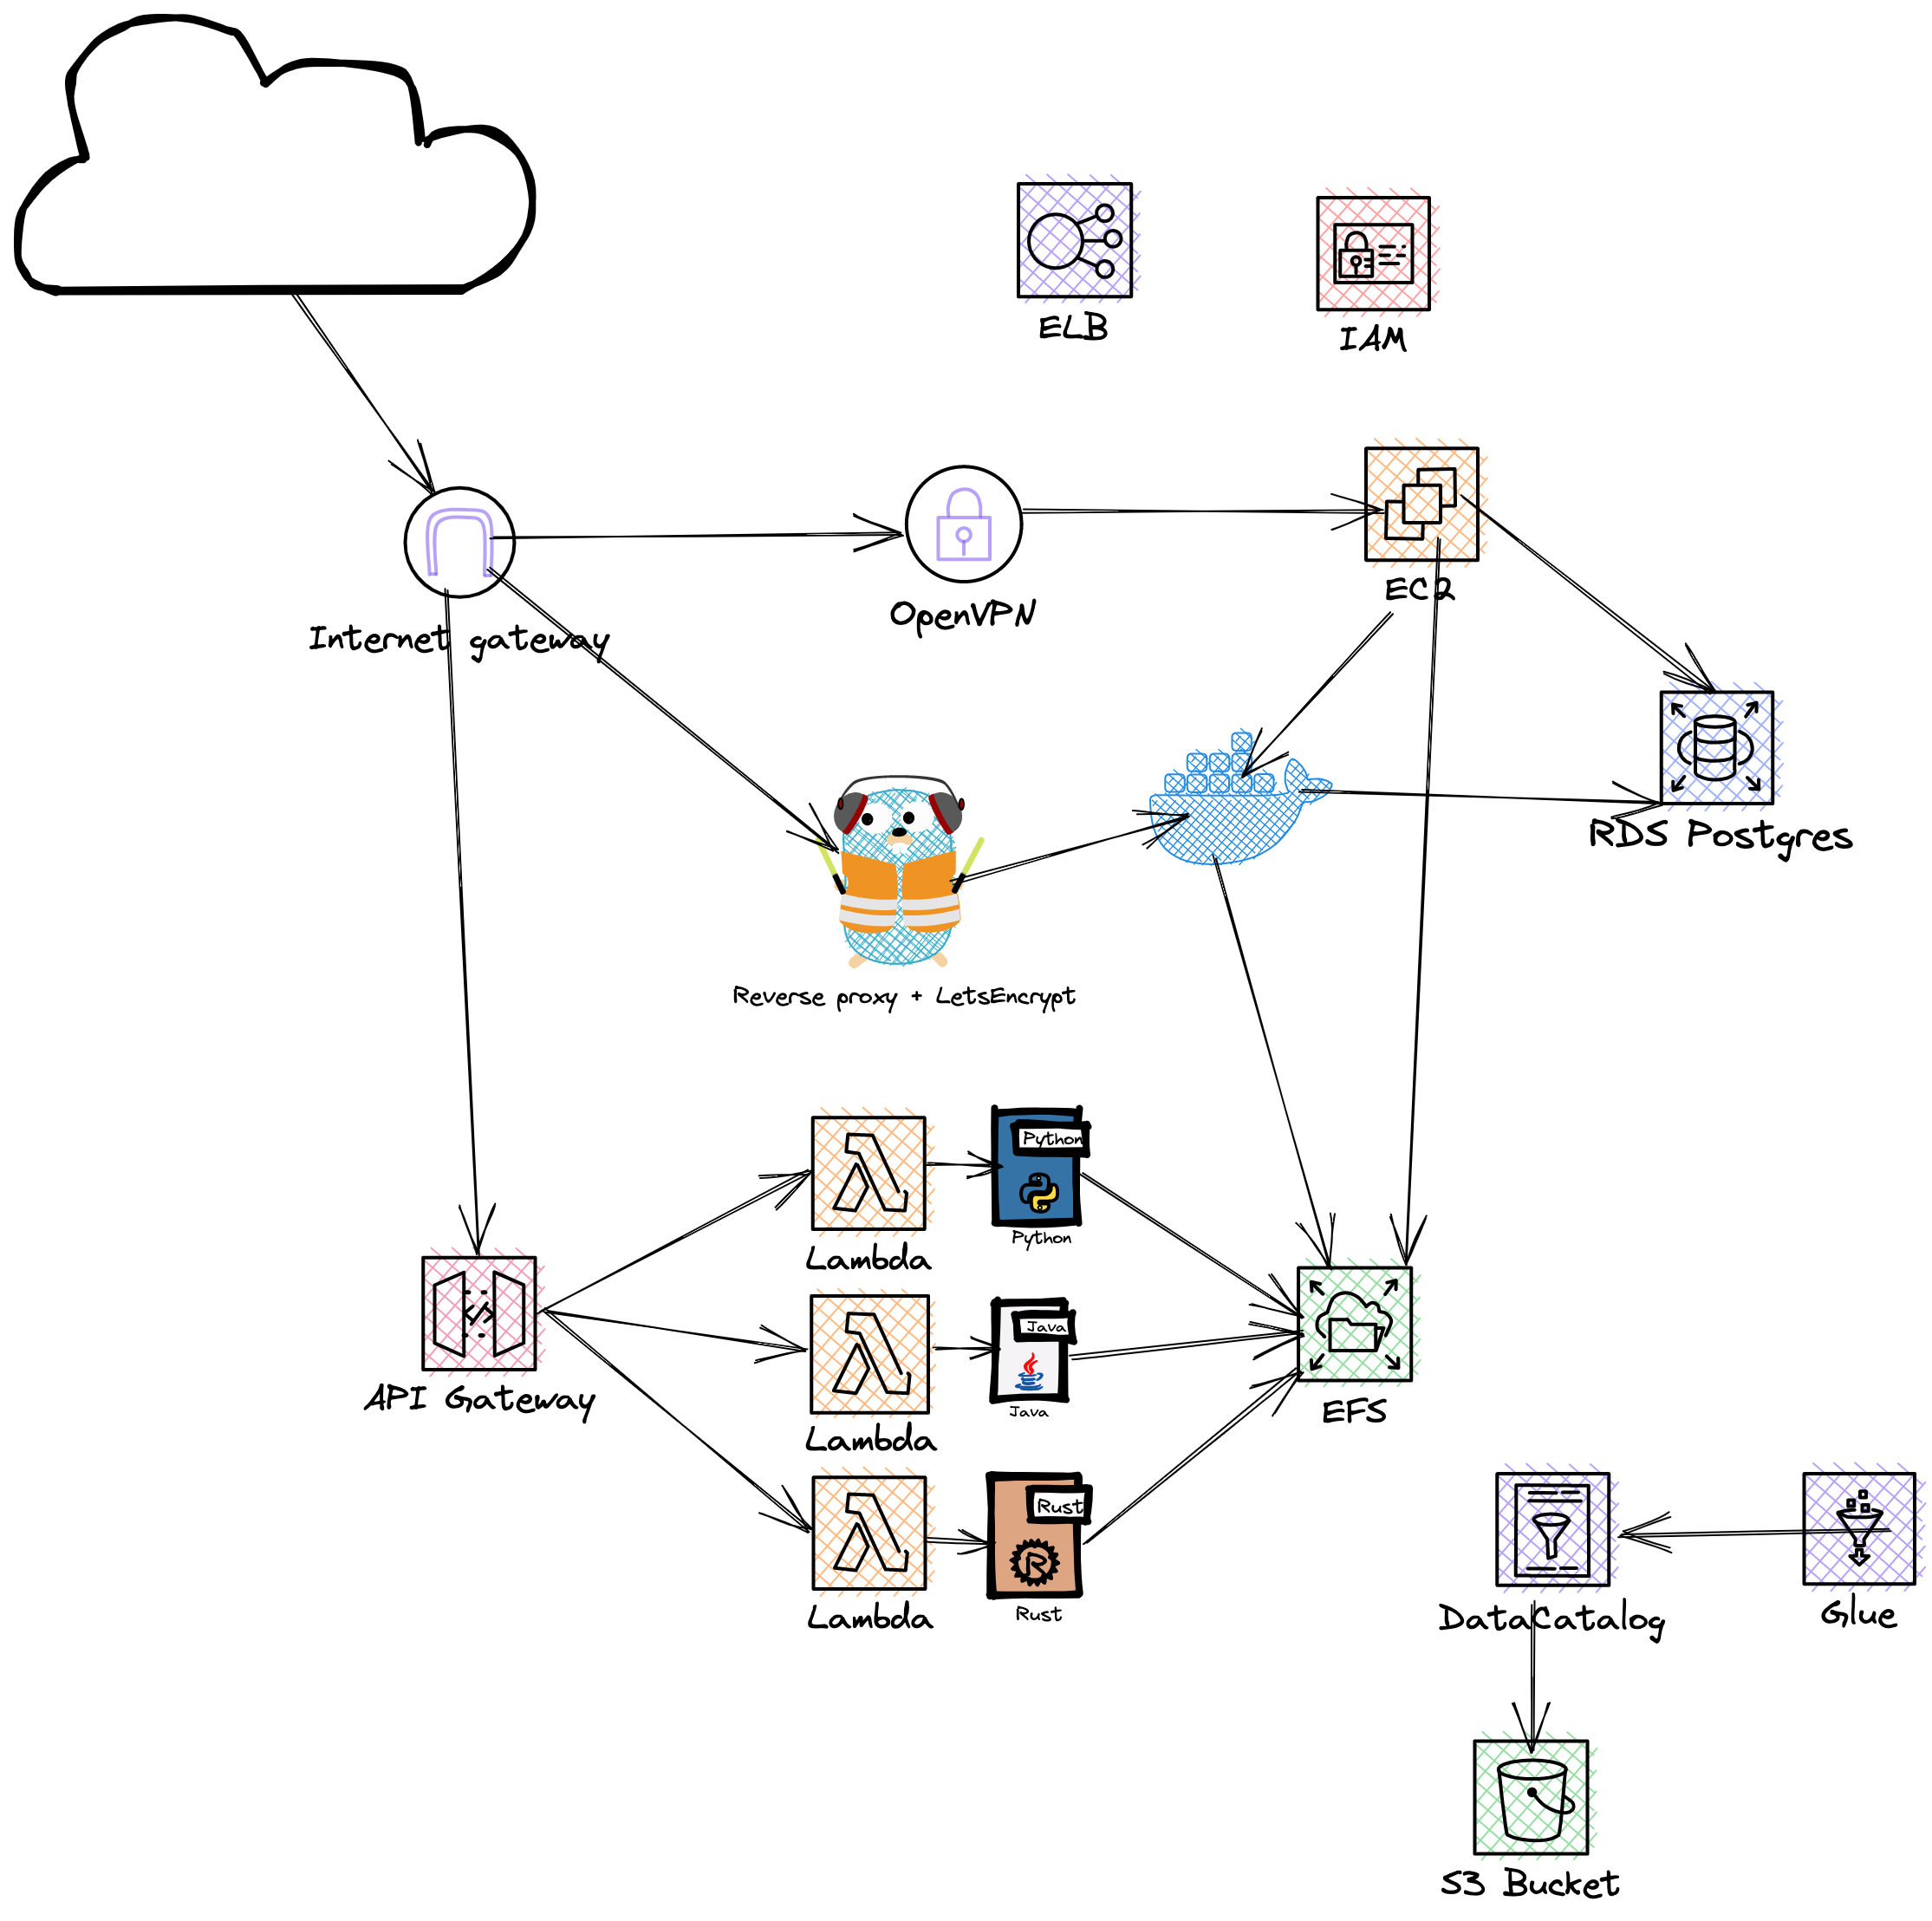 ELB
IAM
EC2
OpenVPN
Internet gateway
RDS Postgres
Reverse proxy + LetsEncrypt
Python
Python
Lambda
Java
Java
Lambda
API Gateway
</>
EFS
Rust
R
Rust
Lambda
DataCatalog
Glue
S3 Bucket